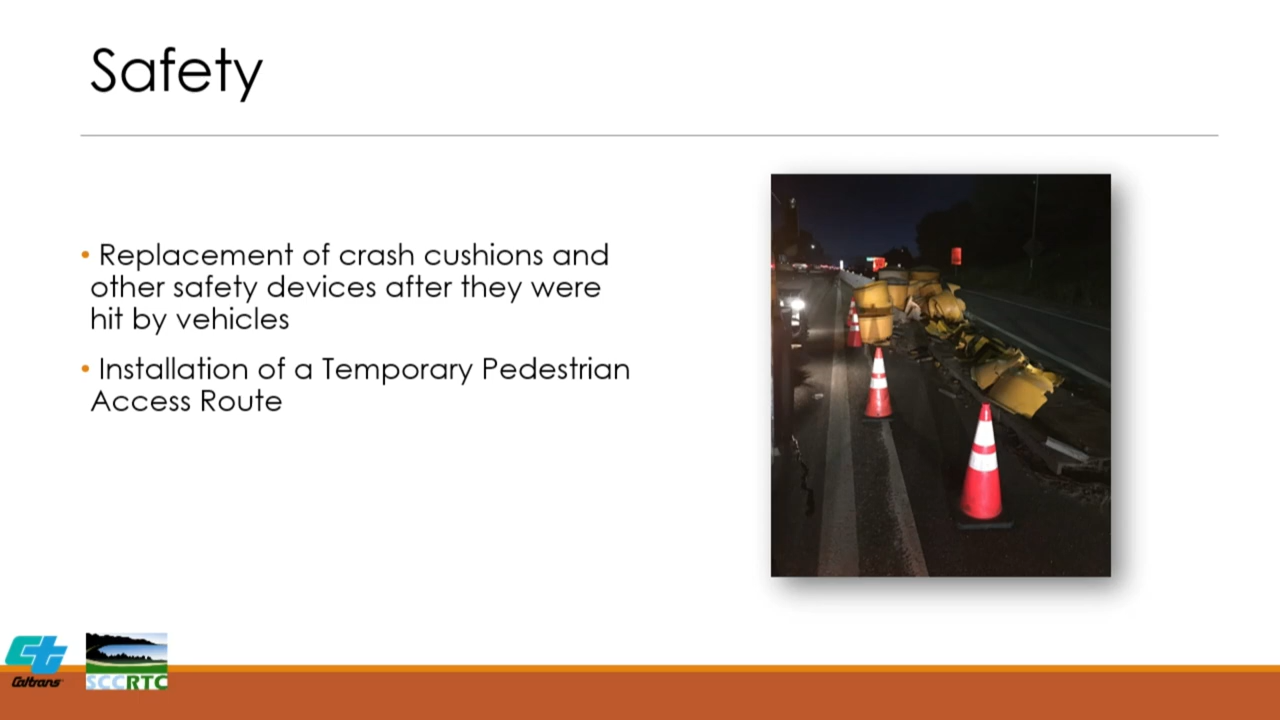 Safety
• Replacement of crash cushions and
other safety devices after they were
hit by vehicles
• Installation of a Temporary Pedestrian
Access Route
Caltrans
SCCRTC